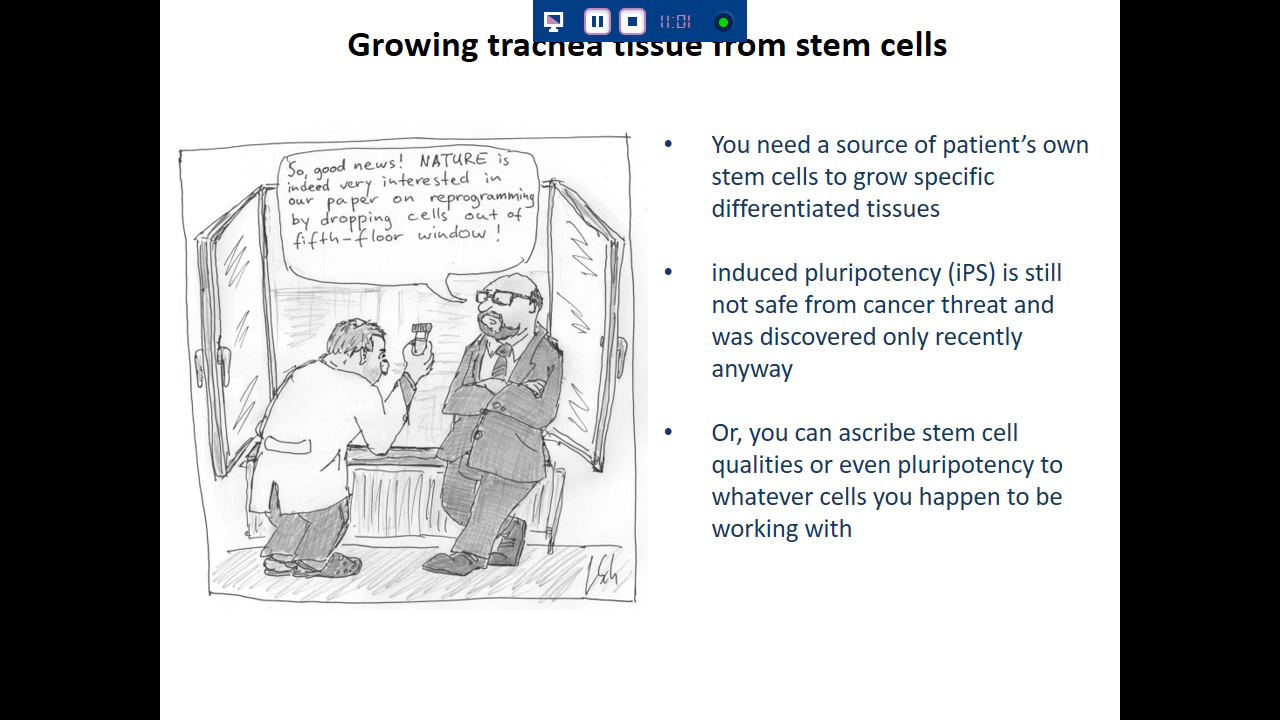 11:01
Growing trachea tissue from stem cells
So, good news! NATURE is
indeed very interested in
our paper on reprogramming
by dropping cells out of
fifth-floor window!
• You need a source of patient’s own
stem cells to grow specific
differentiated tissues
• induced pluripotency (iPS) is still
not safe from cancer threat and
was discovered only recently
anyway
• Or, you can ascribe stem cell
qualities or even pluripotency to
whatever cells you happen to be
working with